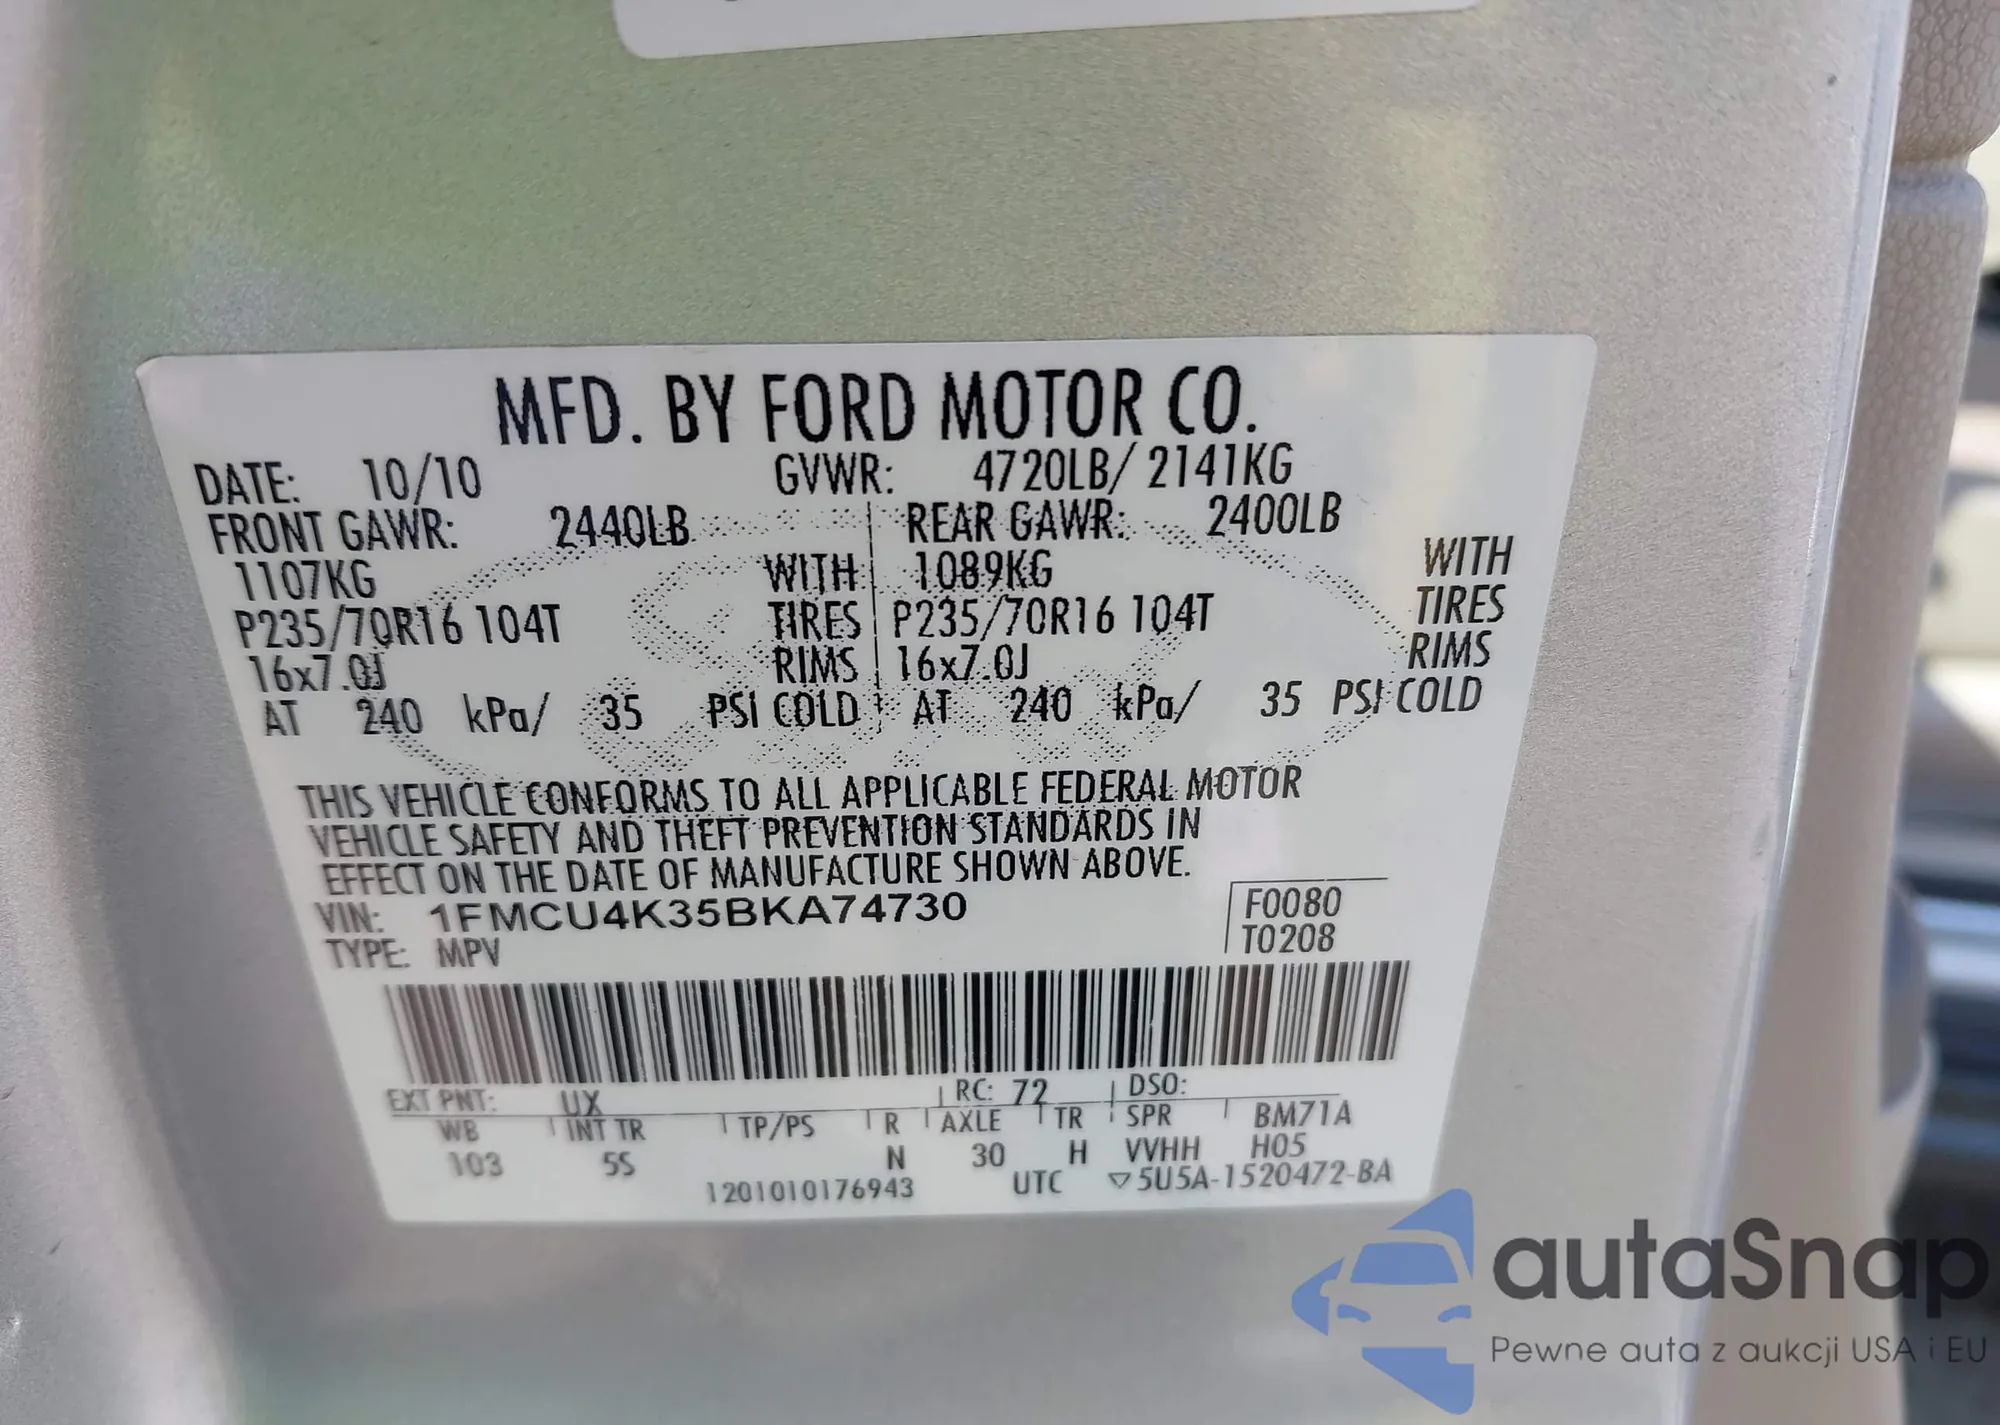 MFD. BY FORD MOTOR CO.
DATE: 10/10 GVWR: 4720LB/ 2141KG
FRONT GAWR: 2440LB REAR GAWR: 2400LB
1107KG WITH 1089KG WITH
P235/70R16 104T TIRES P235/70R16 104T TIRES
16x7.0J RIMS 16x7.0J RIMS
AT 240 kPa/ 35 PSI COLD AT 240 kPa/ 35 PSI COLD
THIS VEHICLE CONFORMS TO ALL APPLICABLE FEDERAL MOTOR
VEHICLE SAFETY AND THEFT PREVENTION STANDARDS IN
EFFECT ON THE DATE OF MANUFACTURE SHOWN ABOVE.
VIN: 1FMCU4K35BKA74730 F0080
TYPE: MPV T0208
EXT PNT: UX RC: 72 DSO:
WB INT TR TP/PS R AXLE TR SPR BM71A
103 5S N 30 H VVHH H05
1201010176943 UTC ▽5U5A-1520472-BA
autaSnap
Pewne auta z aukcji USA i EU